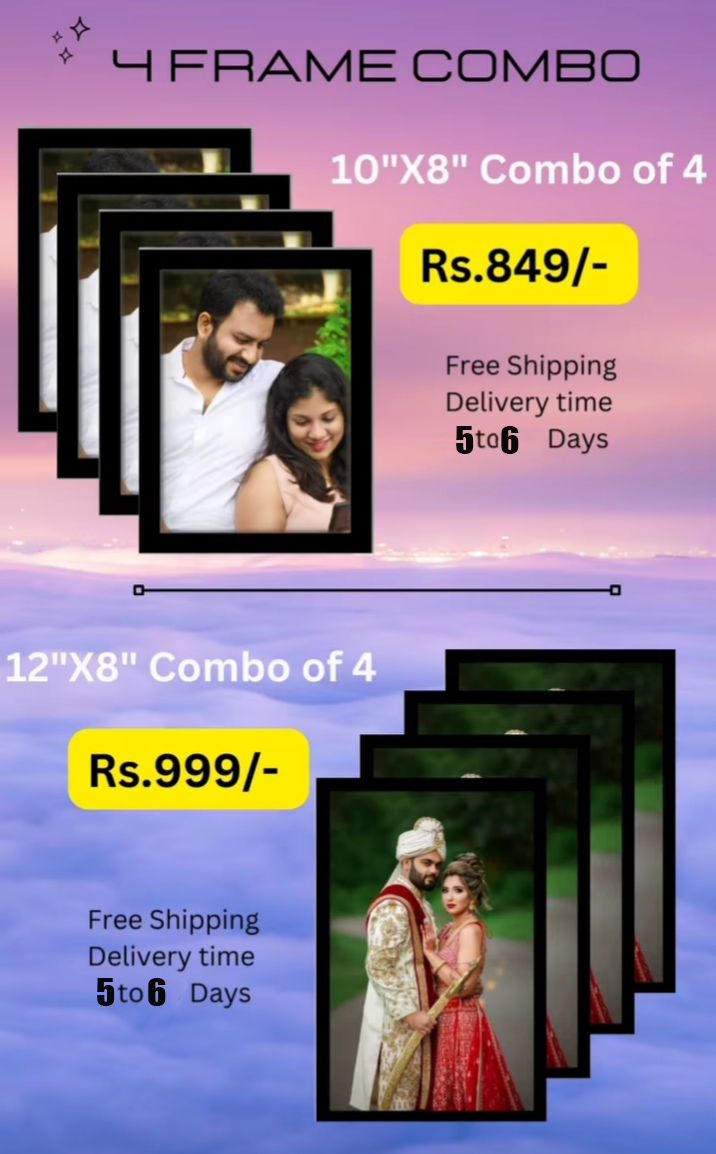 4 FRAME COMBO
10"X8" Combo of 4
Rs.849/-
Free Shipping
Delivery time
5to6 Days
12"X8" Combo of 4
Rs.999/-
Free Shipping
Delivery time
5to6 Days